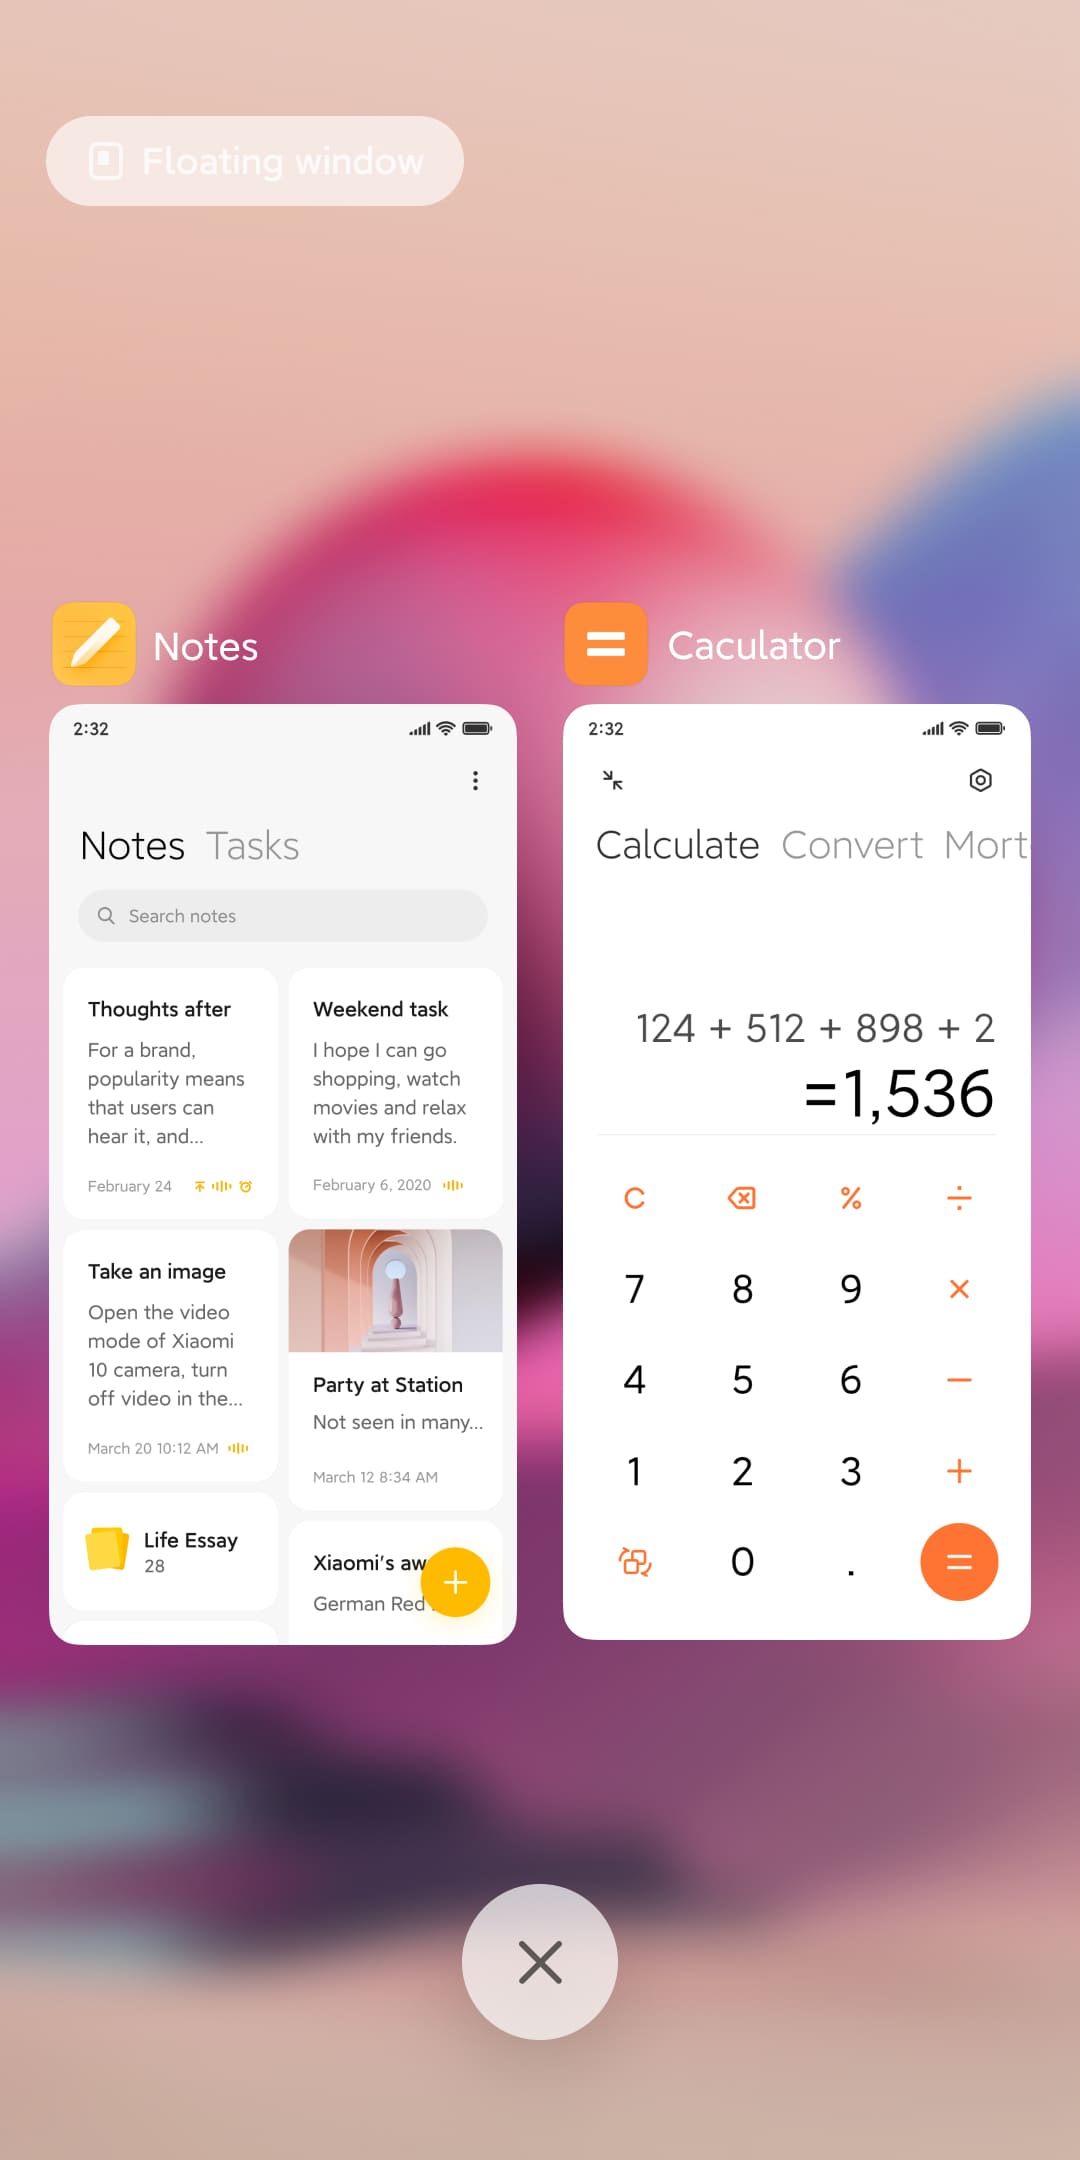 Floating window
Notes
2:32
Notes Tasks
Search notes
Thoughts after
For a brand,
popularity means
that users can
hear it, and...
February 24
Weekend task
I hope I can go
shopping, watch
movies and relax
with my friends.
February 6, 2020
Take an image
Open the video
mode of Xiaomi
10 camera, turn
off video in the...
March 20 10:12 AM
Party at Station
Not seen in many...
March 12 8:34 AM
Life Essay
28
Xiaomi's aw
German Red
Caculator
2:32
Calculate Convert Mort
124 + 512 + 898 + 2
=1,536
C % ÷
7 8 9 ×
4 5 6 −
1 2 3 +
0 . =